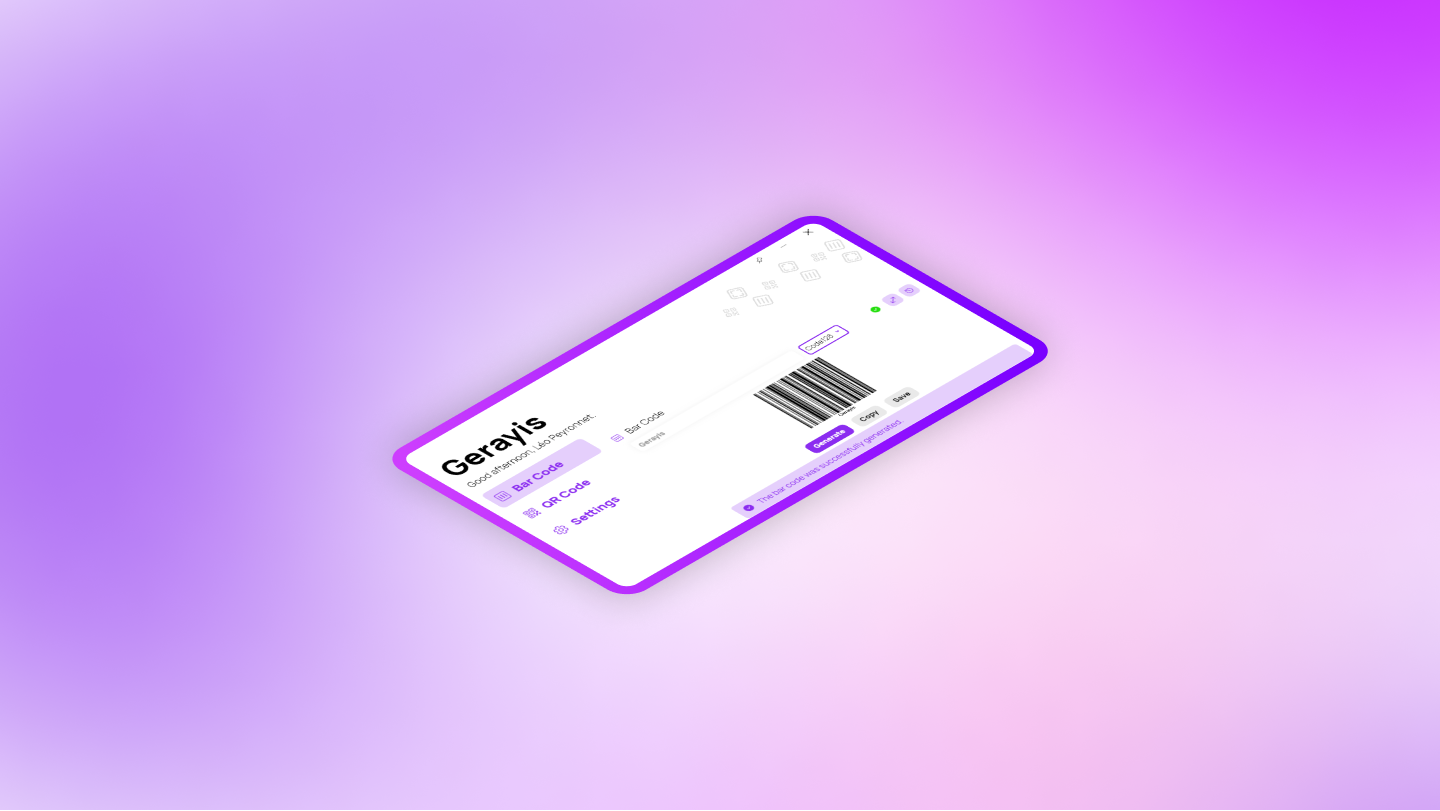 Gerayis
Good afternoon, Léo Peyronnet.
Bar Code
QR Code
Settings
Bar Code
Gerayis
Code128
Gerayis
Generate
Copy
Save
The bar code was successfully generated.